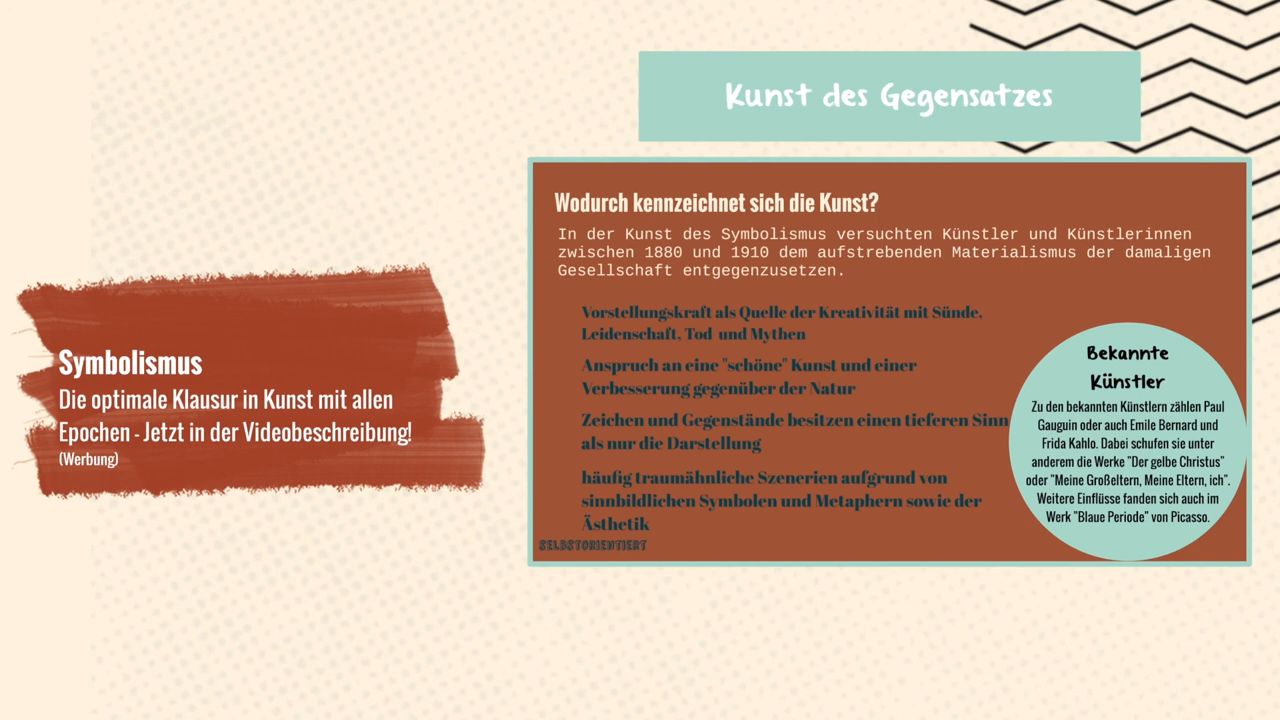 Kunst des Gegensatzes
Symbolismus
Die optimale Klausur in Kunst mit allen
Epochen - Jetzt in der Videobeschreibung!
(Werbung)
Wodurch kennzeichnet sich die Kunst?
In der Kunst des Symbolismus versuchten Künstler und Künstlerinnen
zwischen 1880 und 1910 dem aufstrebenden Materialismus der damaligen
Gesellschaft entgegenzusetzen.
Vorstellungskraft als Quelle der Kreativität mit Sünde,
Leidenschaft, Tod und Mythen
Anspruch an eine "schöne" Kunst und einer
Verbesserung gegenüber der Natur
Zeichen und Gegenstände besitzen einen tieferen Sinn
als nur die Darstellung
häufig traumähnliche Szenerien aufgrund von
sinnbildlichen Symbolen und Metaphern sowie der
Ästhetik
SELBSTORIENTIERT
Bekannte
Künstler
Zu den bekannten Künstlern zählen Paul
Gauguin oder auch Emile Bernard und
Frida Kahlo. Dabei schufen sie unter
anderem die Werke "Der gelbe Christus"
oder "Meine Großeltern, Meine Eltern, ich".
Weitere Einflüsse fanden sich auch im
Werk "Blaue Periode" von Picasso.